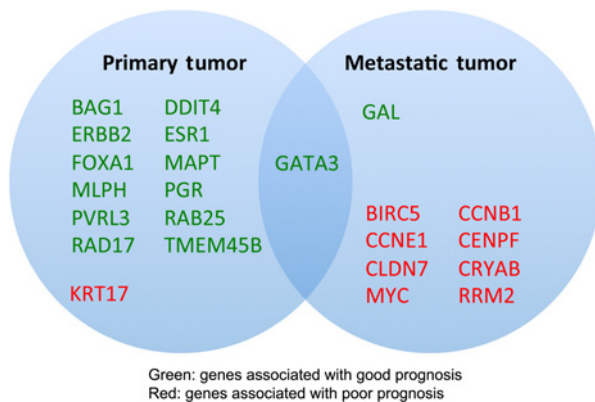 Primary tumor
Metastatic tumor
BAG1 DDIT4
ERBB2 ESR1
FOXA1 MAPT
MLPH PGR
PVRL3 RAB25
RAD17 TMEM45B
KRT17
GATA3
GAL
BIRC5 CCNB1
CCNE1 CENPF
CLDN7 CRYAB
MYC RRM2
Green: genes associated with good prognosis
Red: genes associated with poor prognosis